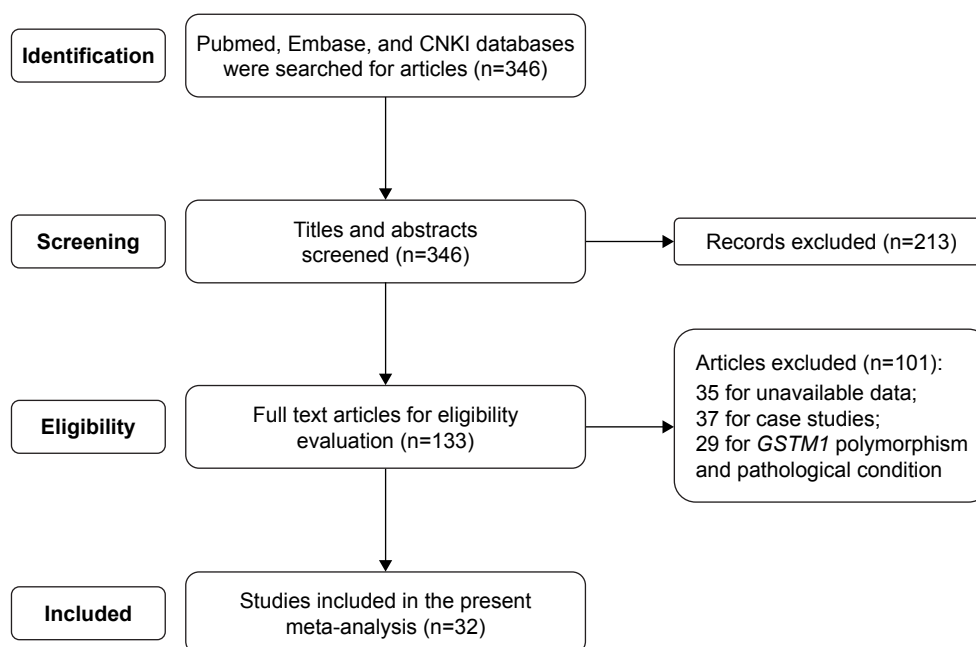 Identification
Pubmed, Embase, and CNKI databases
were searched for articles (n=346)
Screening
Titles and abstracts
screened (n=346)
Records excluded (n=213)
Eligibility
Full text articles for eligibility
evaluation (n=133)
Articles excluded (n=101):
35 for unavailable data;
37 for case studies;
29 for GSTM1 polymorphism
and pathological condition
Included
Studies included in the present
meta-analysis (n=32)